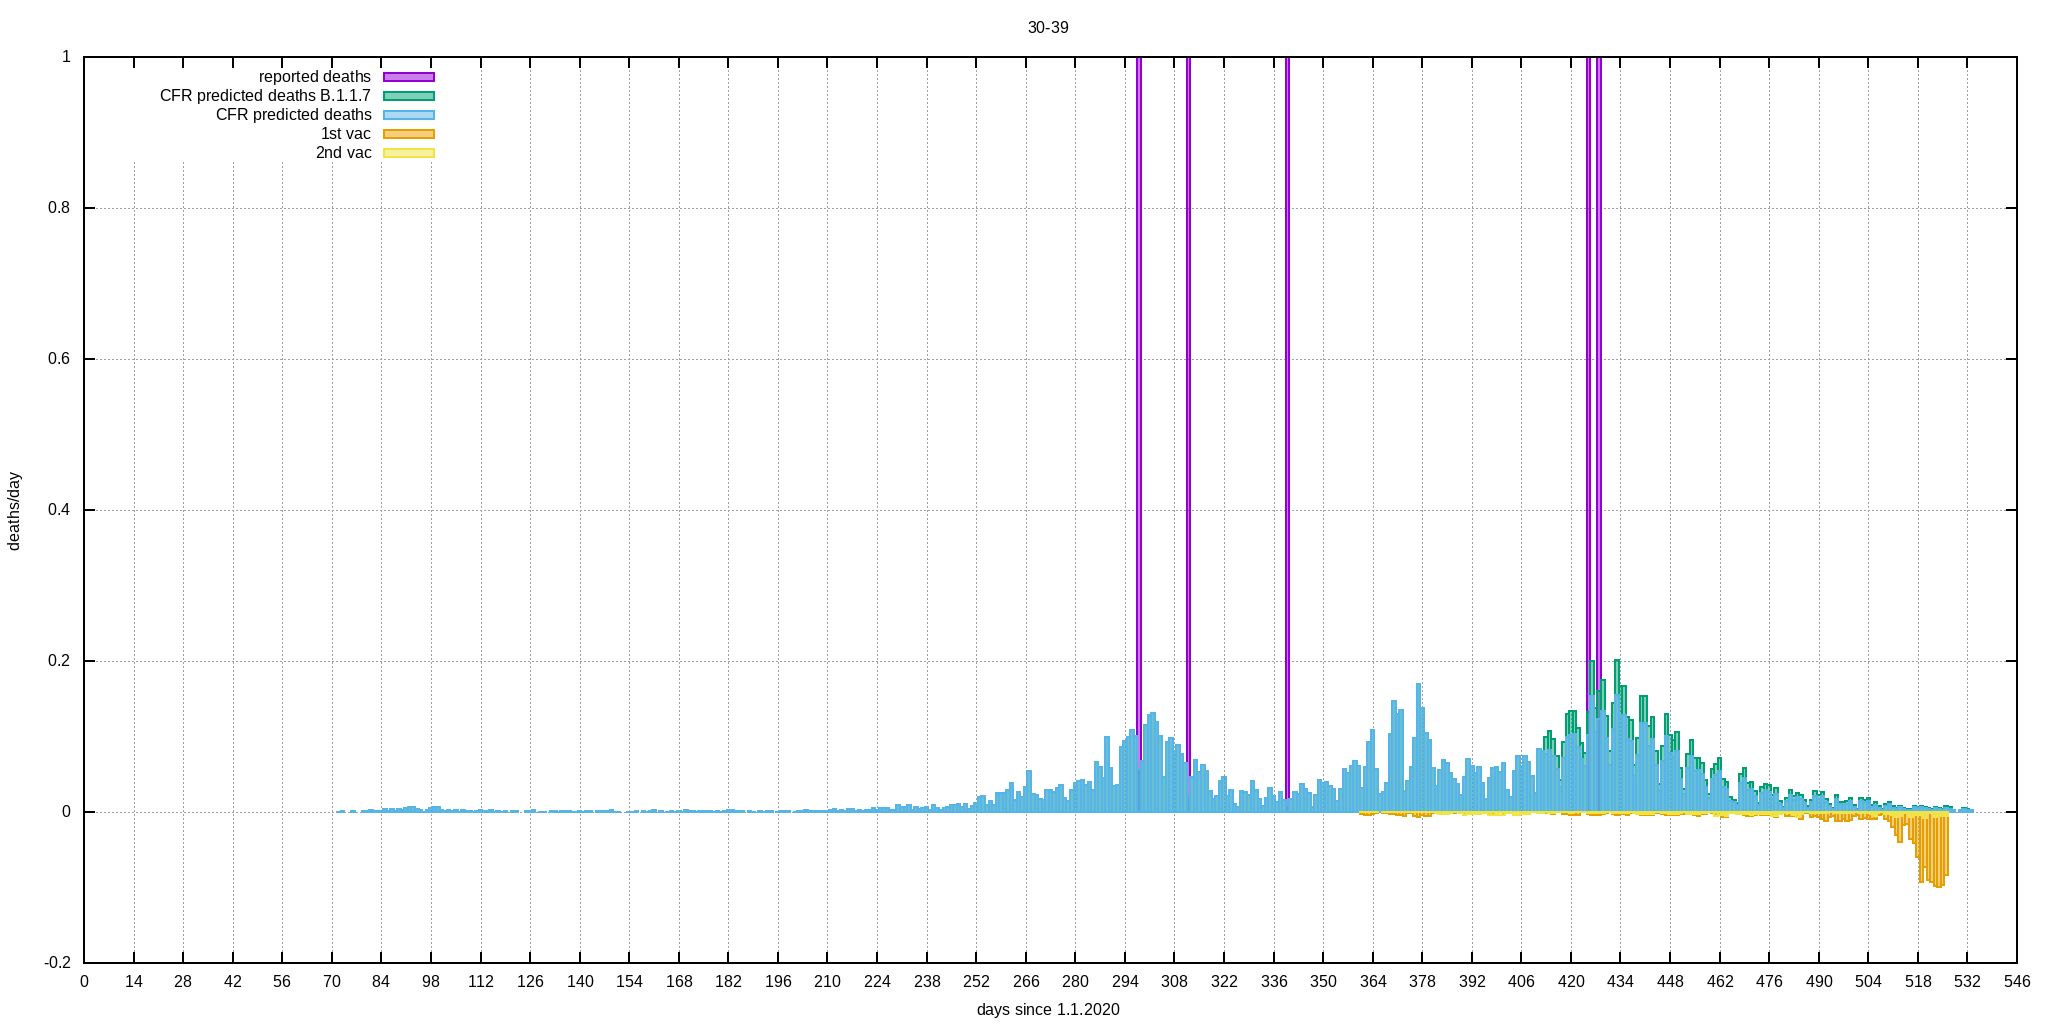 30-39
reported deaths
CFR predicted deaths B.1.1.7
CFR predicted deaths
1st vac
2nd vac
1
0.8
0.6
0.4
0.2
0
-0.2
deaths/day
0 14 28 42 56 70 84 98 112 126 140 154 168 182 196 210 224 238 252 266 280 294 308 322 336 350 364 378 392 406 420 434 448 462 476 490 504 518 532 546
days since 1.1.2020